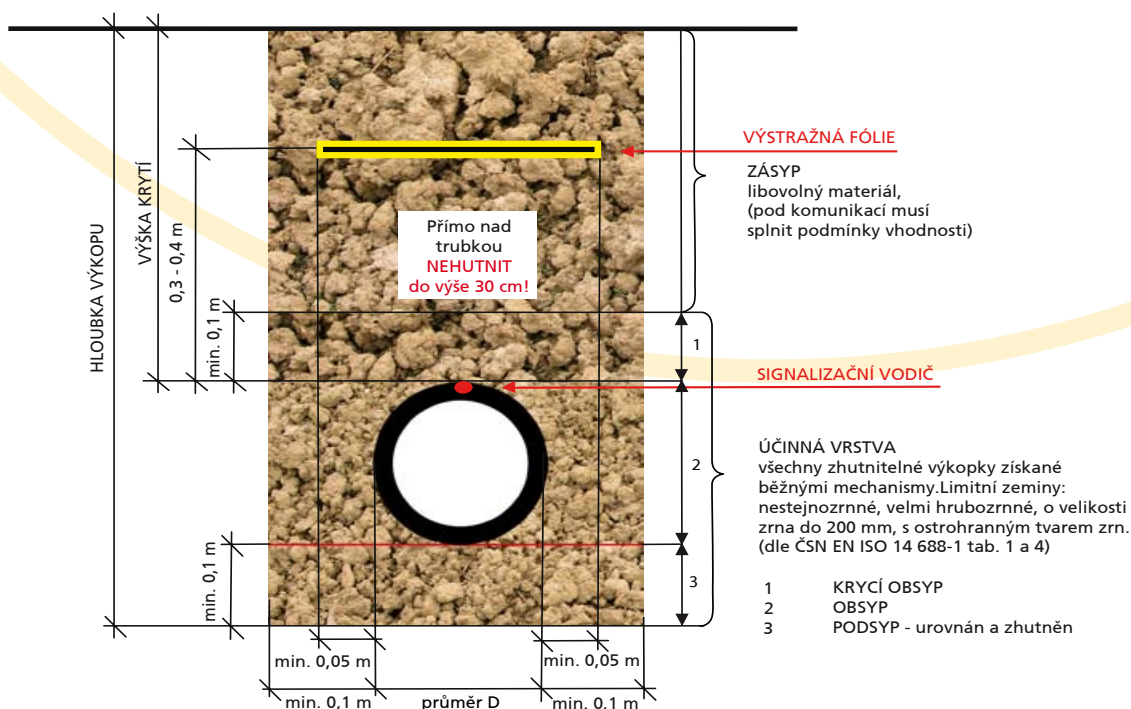 HLOUBKA VÝKOPU
VÝŠKA KRYTÍ
0,3 - 0,4 m
min. 0,1 m
min. 0,1 m
Přímo nad
trubkou
NEHUTNIT
do výše 30 cm!
VÝSTRAŽNÁ FÓLIE
ZÁSYP
libovolný materiál,
(pod komunikací musí
splnit podmínky vhodnosti)
1
SIGNALIZAČNÍ VODIČ
2
ÚČINNÁ VRSTVA
všechny zhutnitelné výkopky získané
běžnými mechanismy.Limitní zeminy:
nestejnozrnné, velmi hrubozrnné, o velikosti
zrna do 200 mm, s ostrohranným tvarem zrn.
(dle ČSN EN ISO 14 688-1 tab. 1 a 4)
3
1 KRYCÍ OBSYP
2 OBSYP
3 PODSYP - urovnán a zhutněn
min. 0,05 m
min. 0,05 m
min. 0,1 m
průměr D
min. 0,1 m